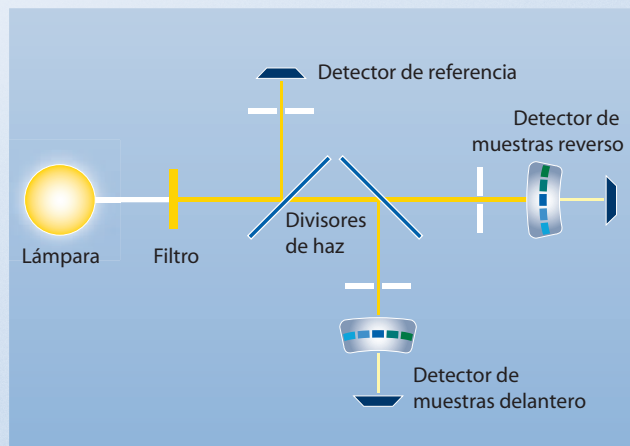 Detector de referencia
Detector de
muestras reverso
Lámpara
Filtro
Divisores
de haz
Detector de
muestras delantero